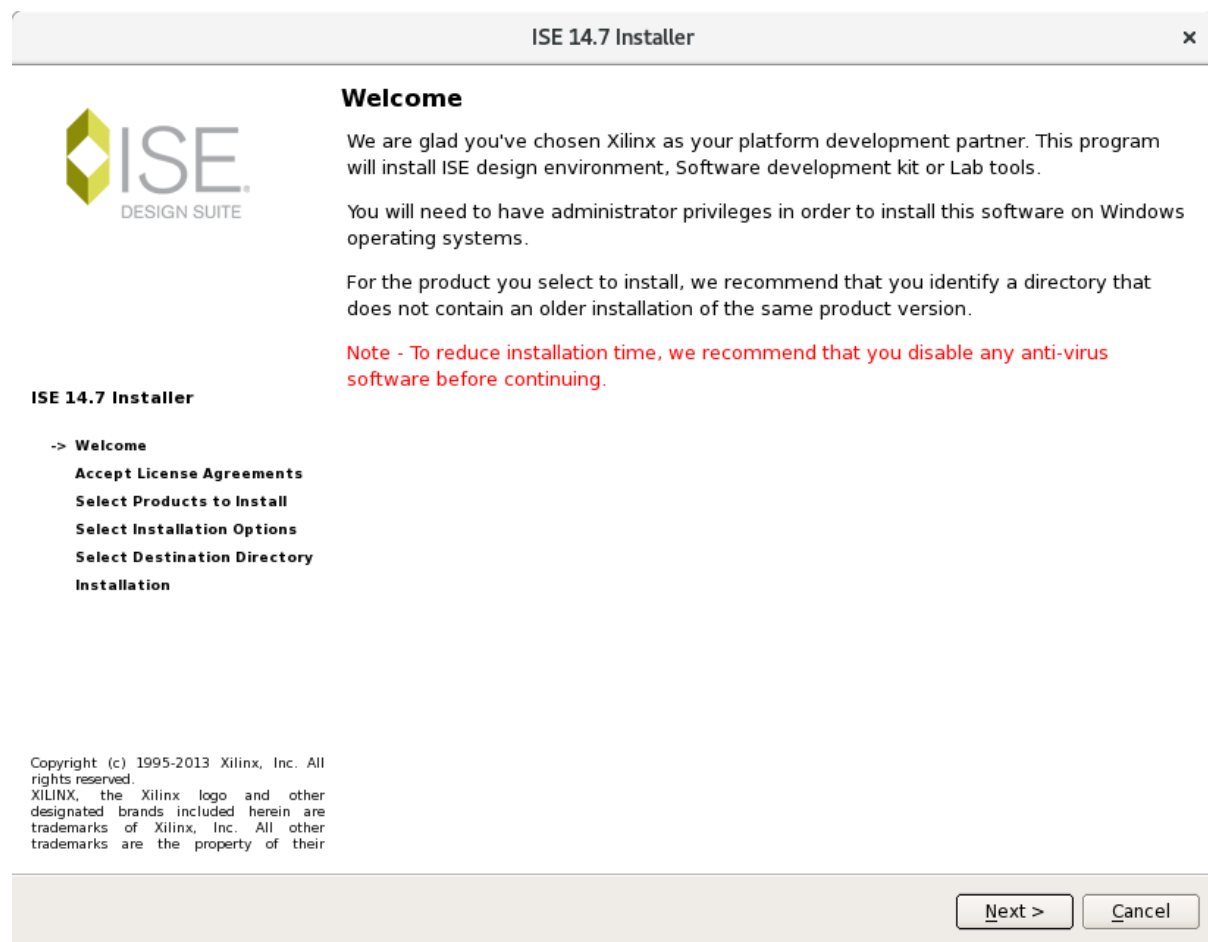 ISE 14.7 Installer
×
ISE®
DESIGN SUITE
ISE 14.7 Installer
-> Welcome
Accept License Agreements
Select Products to Install
Select Installation Options
Select Destination Directory
Installation
Copyright (c) 1995-2013 Xilinx, Inc. All
rights reserved.
XILINX, the Xilinx logo and other
designated brands included herein are
trademarks of Xilinx, Inc. All other
trademarks are the property of their
Welcome
We are glad you've chosen Xilinx as your platform development partner. This program
will install ISE design environment, Software development kit or Lab tools.
You will need to have administrator privileges in order to install this software on Windows
operating systems.
For the product you select to install, we recommend that you identify a directory that
does not contain an older installation of the same product version.
Note - To reduce installation time, we recommend that you disable any anti-virus
software before continuing.
Next >
Cancel